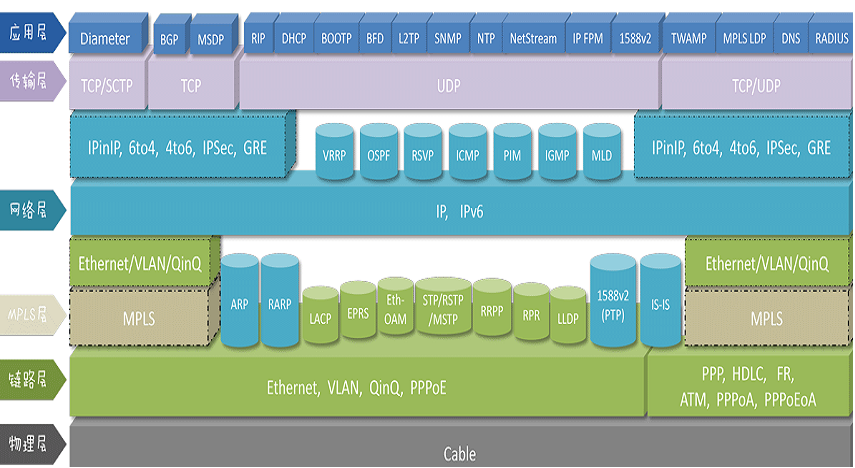 应用层
Diameter
BGP
MSDP
RIP
DHCP
BOOTP
BFD
L2TP
SNMP
NTP
NetStream
IP FPM
1588v2
TWAMP
MPLS LDP
DNS
RADIUS
传输层
TCP/SCTP
TCP
UDP
TCP/UDP
IPinIP, 6to4, 4to6, IPSec, GRE
VRRP
OSPF
RSVP
ICMP
PIM
IGMP
MLD
IPinIP, 6to4, 4to6, IPSec, GRE
网络层
IP, IPv6
Ethernet/VLAN/QinQ
Ethernet/VLAN/QinQ
MPLS层
MPLS
ARP
RARP
LACP
EPRS
Eth-
OAM
STP/RSTP
/MSTP
RRPP
RPR
LLDP
1588v2
(PTP)
IS-IS
MPLS
链路层
Ethernet, VLAN, QinQ, PPPoE
PPP, HDLC, FR,
ATM, PPPoA, PPPoEoA
物理层
Cable